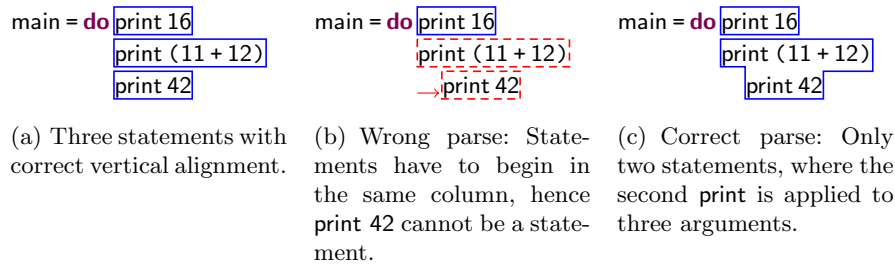 main = do print 16
print (11 + 12)
print 42
(a) Three statements with
correct vertical alignment.
main = do print 16
print (11 + 12)
→print 42
(b) Wrong parse: State-
ments have to begin in
the same column, hence
print 42 cannot be a state-
ment.
main = do print 16
print (11 + 12)
print 42
(c) Correct parse: Only
two statements, where the
second print is applied to
three arguments.